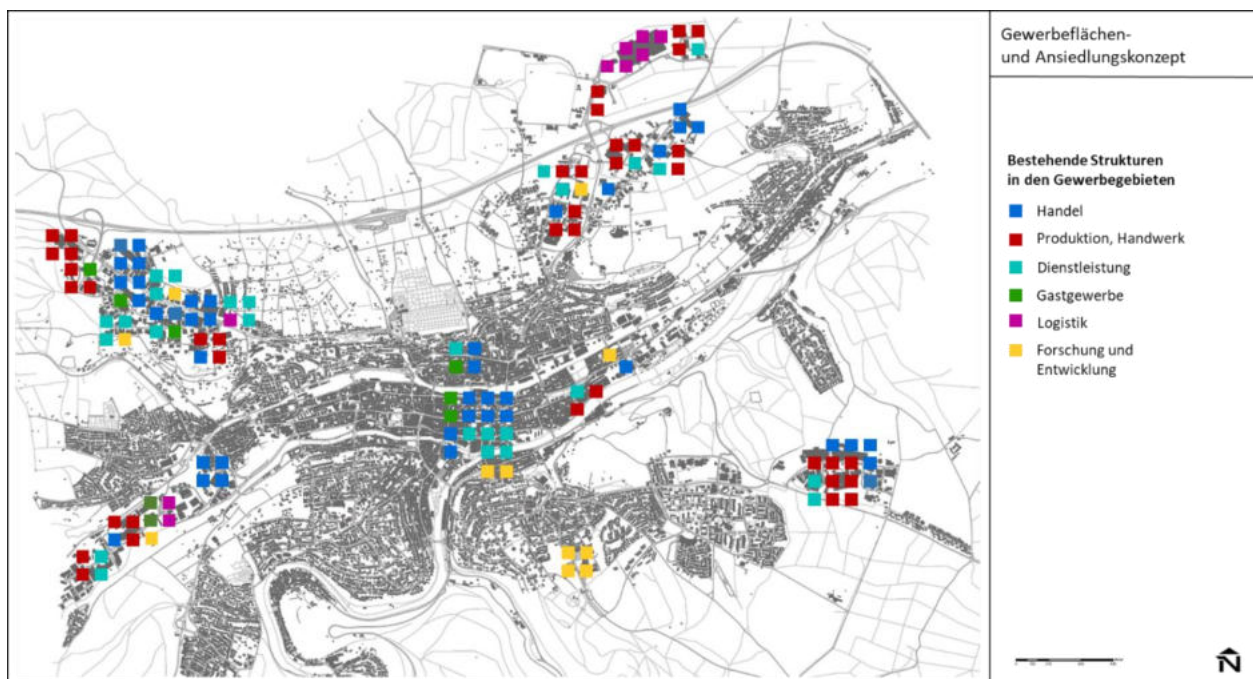 Gewerbeflächen-
und Ansiedlungskonzept
Bestehende Strukturen
in den Gewerbegebieten
Handel
Produktion, Handwerk
Dienstleistung
Gastgewerbe
Logistik
Forschung und
Entwicklung
N